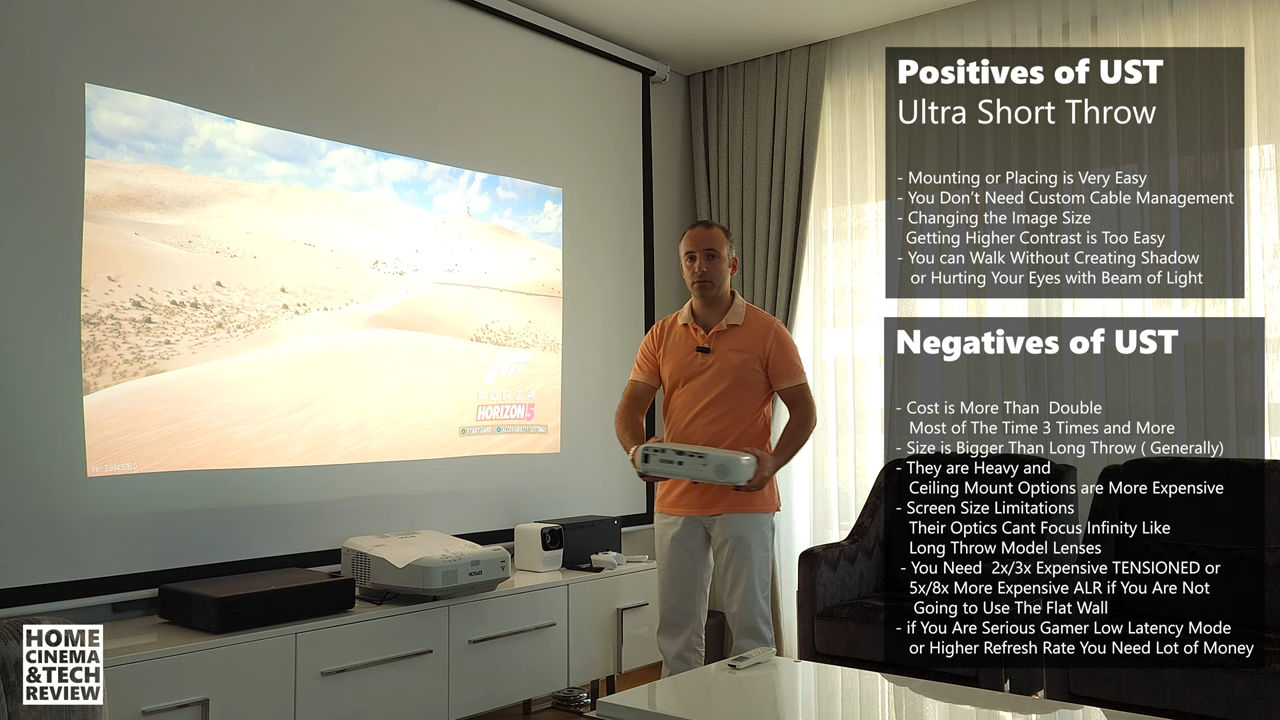 Positives of UST
Ultra Short Throw
- Mounting or Placing is Very Easy
- You Don't Need Custom Cable Management
- Changing the Image Size
Getting Higher Contrast is Too Easy
- You can Walk Without Creating Shadow
or Hurting Your Eyes with Beam of Light
Negatives of UST
- Cost is More Than Double
Most of The Time 3 Times and More
- Size is Bigger Than Long Throw ( Generally)
- They are Heavy and
Ceiling Mount Options are More Expensive
- Screen Size Limitations
Their Optics Cant Focus Infinity Like
Long Throw Model Lenses
- You Need 2x/3x Expensive TENSIONED or
5x/8x More Expensive ALR if You Are Not
Going to Use The Flat Wall
- if You Are Serious Gamer Low Latency Mode
or Higher Refresh Rate You Need Lot of Money
FORZA
HORIZON 5
START GAME ACCESSIBILITY SETTINGS
EPSON
HOME
CINEMA
&TECH
REVIEW